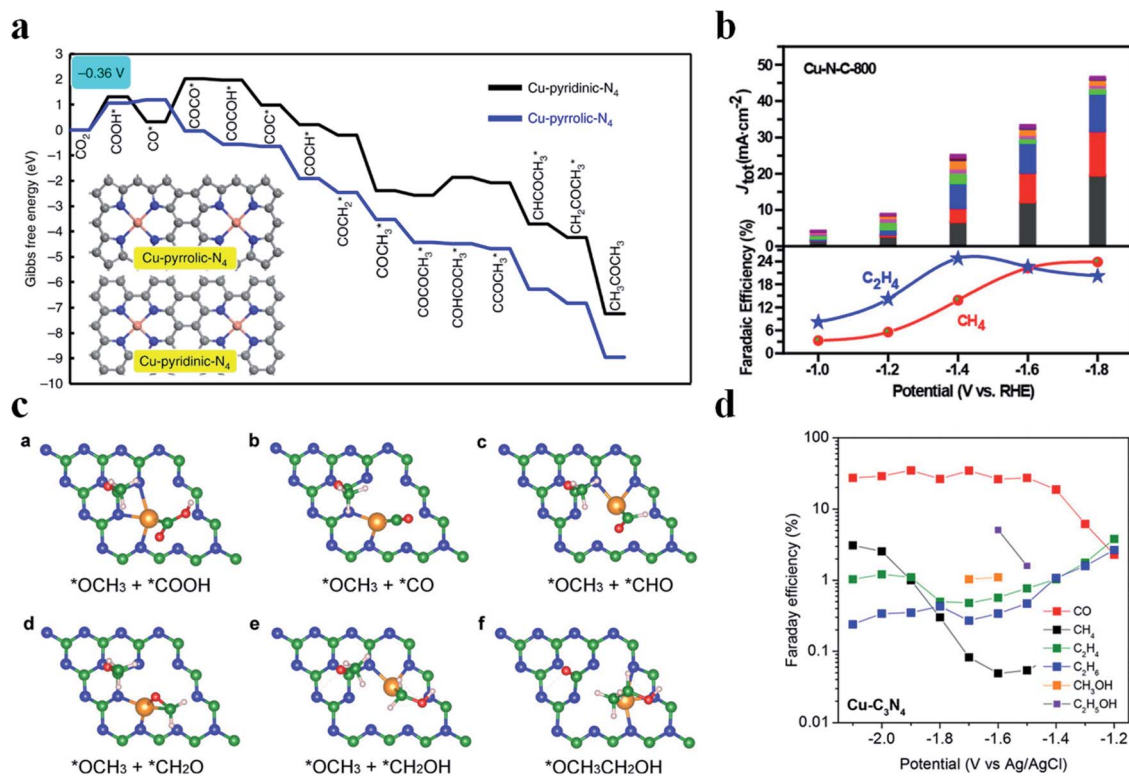 a
3
2
1
0
–1
–2
–3
–4
–5
–6
–7
–8
–9
–10
Gibbs free energy (eV)
–0.36 V
CO₂
COOH*
CO*
COCO*
COCOH*
COC*
COCH*
COCH₂*
COCH₃*
COCOCH₃*
COHCOCH₃*
CCOCH₃*
CHCOCH₃*
CH₂COCH₃*
CH₃COCH₃
Cu-pyridinic-N₄
Cu-pyrrolic-N₄
Cu-pyrrolic-N₄
Cu-pyridinic-N₄
b
Cu-N-C-800
50
40
30
20
10
0
Jtot(mA·cm⁻²)
24
18
12
6
0
Faradaic Efficiency (%)
C₂H₄
CH₄
-1.0 -1.2 -1.4 -1.6 -1.8
Potential (V vs. RHE)
c
a
b
c
*OCH₃ + *COOH
*OCH₃ + *CO
*OCH₃ + *CHO
d
e
f
*OCH₃ + *CH₂O
*OCH₃ + *CH₂OH
*OCH₃CH₂OH
d
100
10
1
0.1
0.01
Faraday efficiency (%)
CO
CH₄
C₂H₄
C₂H₆
CH₃OH
C₂H₅OH
Cu-C₃N₄
-2.0 -1.8 -1.6 -1.4 -1.2
Potential (V vs Ag/AgCl)